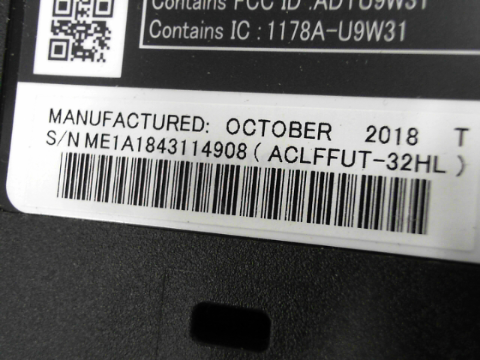 Contains FCC ID :ADTU9W31
Contains IC : 1178A-U9W31
MANUFACTURED: OCTOBER 2018 T
S/N ME1A1843114908 ( ACLFFUT-32HL )